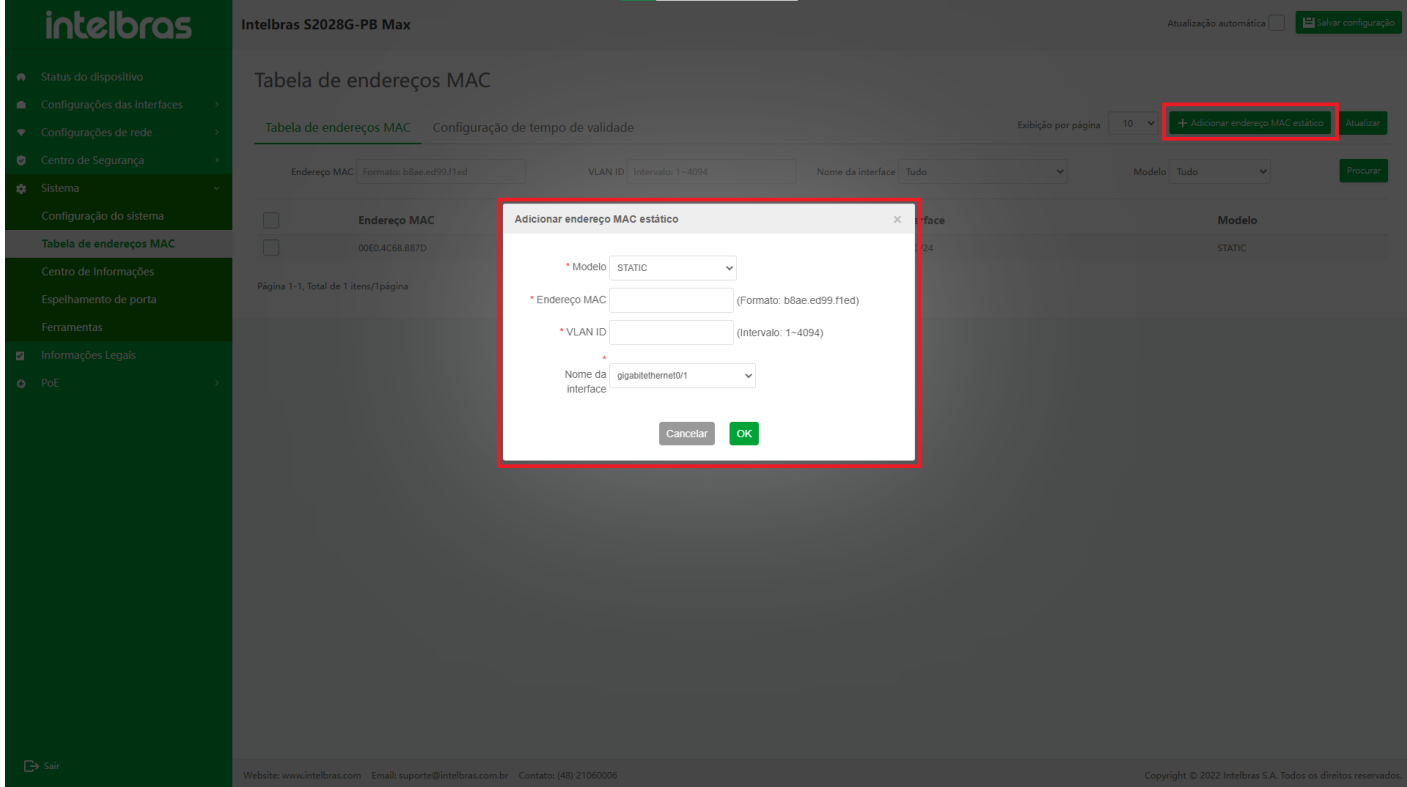 intelbras
Intelbras S2028G-PB Max
Atualização automática
Salvar configuração
Status do dispositivo
Configurações das interfaces
Configurações de rede
Centro de Segurança
Sistema
Configuração do sistema
Tabela de endereços MAC
Centro de Informações
Espelhamento de porta
Ferramentas
Informações Legais
PoE
Sair
Tabela de endereços MAC
Tabela de endereços MAC Configuração de tempo de validade
Exibição por página 10 + Adicionar endereço MAC estático Atualizar
Endereço MAC Formato: b8ae.ed99.f1ed VLAN ID Intervalo: 1~4094 Nome da interface Tudo Modelo Tudo Procurar
Endereço MAC rface Modelo
00E0.4C68.B87D /24 STATIC
Página 1-1, Total de 1 itens/1página
Adicionar endereço MAC estático ×
* Modelo STATIC
* Endereço MAC (Formato: b8ae.ed99.f1ed)
* VLAN ID (Intervalo: 1~4094)
*
Nome da
interface gigabitethernet0/1
Cancelar OK
Website: www.intelbras.com Email: suporte@intelbras.com.br Contato: (48) 21060006
Copyright © 2022 Intelbras S.A. Todos os direitos reservados.